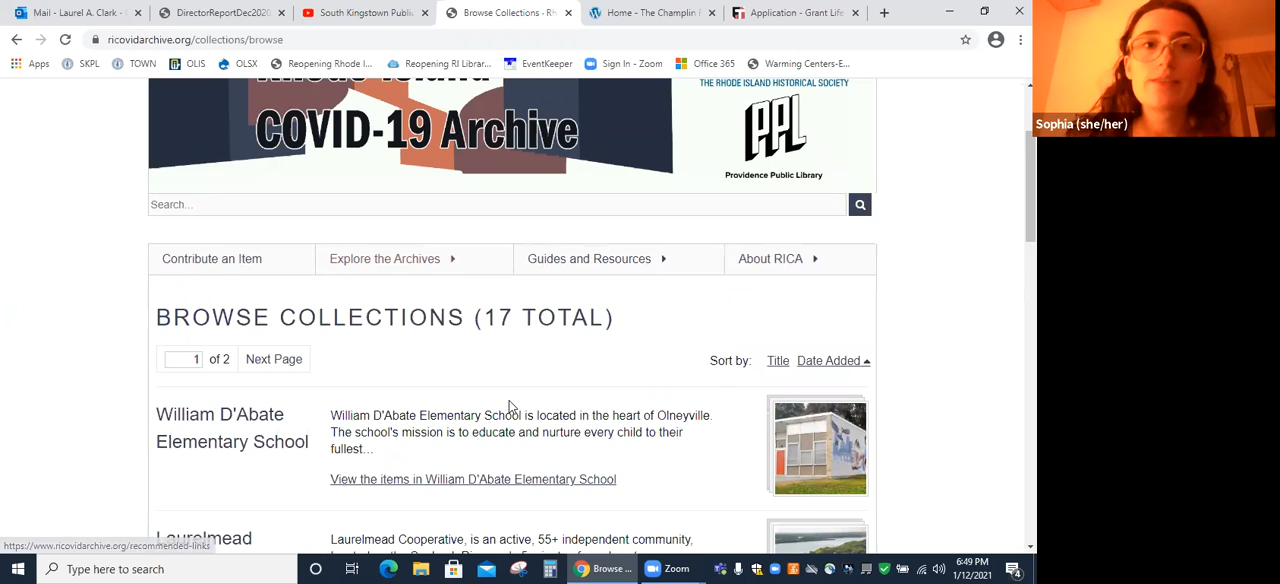 Mail - Laurel A. Clark -
DirectorReportDec2020
South Kingstown Publi
Browse Collections - Rh
Home - The Champlin F
Application - Grant Life
ricovidarchive.org/collections/browse
Apps SKPL TOWN OLIS OLSX Reopening Rhode I... Reopening RI Library... EventKeeper Sign In - Zoom Office 365 Warming Centers-E...
Sophia (she/her)
Rhode Island
COVID-19 Archive
THE RHODE ISLAND HISTORICAL SOCIETY
PPL
Providence Public Library
Search...
Contribute an Item Explore the Archives Guides and Resources About RICA
BROWSE COLLECTIONS (17 TOTAL)
1 of 2 Next Page
Sort by: Title Date Added
William D'Abate
Elementary School
William D'Abate Elementary School is located in the heart of Olneyville.
The school's mission is to educate and nurture every child to their
fullest...
View the items in William D'Abate Elementary School
Laurelmead
Laurelmead Cooperative, is an active, 55+ independent community,
https://www.ricovidarchive.org/recommended-links
Type here to search
Browse ...
Zoom
6:49 PM
1/12/2021
4